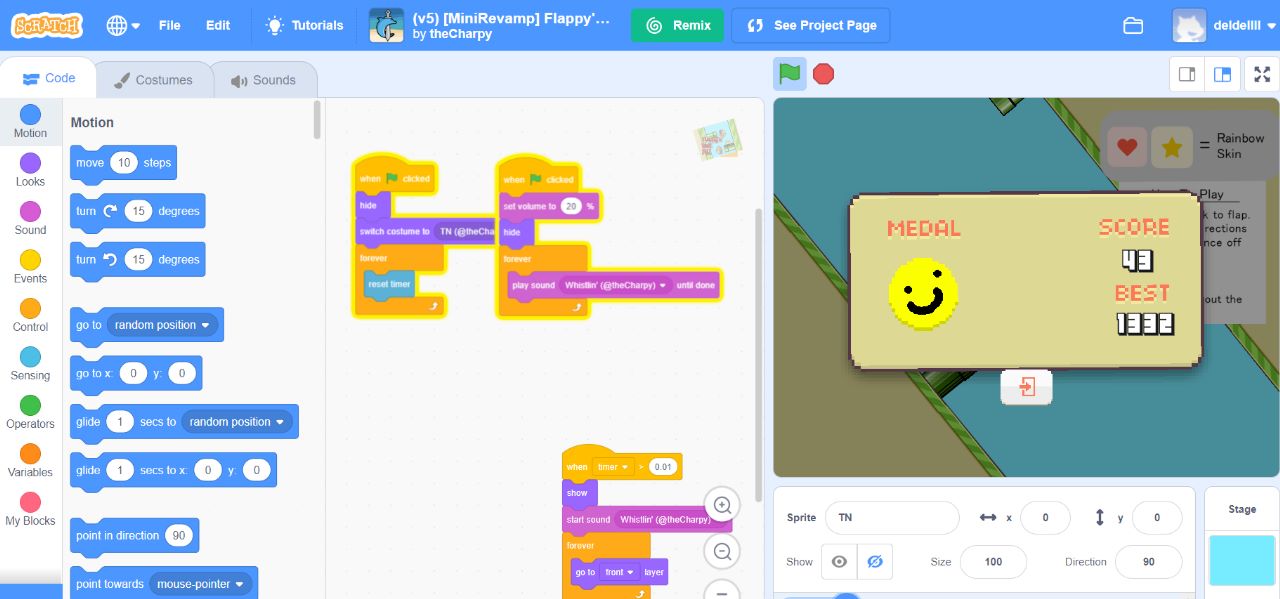 SCRATCH
File
Edit
Tutorials
(v5) [MiniRevamp] Flappy'...
by theCharpy
Remix
See Project Page
deldellll
Code
Costumes
Sounds
Motion
Looks
Sound
Events
Control
Sensing
Operators
Variables
My Blocks
Motion
move 10 steps
turn 15 degrees
turn 15 degrees
go to random position
go to x: 0 y: 0
glide 1 secs to random position
glide 1 secs to x: 0 y: 0
point in direction 90
point towards mouse-pointer
when clicked
hide
switch costume to TN (@theCha
forever
reset timer
when clicked
set volume to 20 %
hide
forever
play sound Whistlin' (@theCharpy) until done
when timer > 0.01
show
start sound Whistlin' (@theCharpy)
forever
go to front layer
= Rainbow
Skin
Play
k to flap.
rections
nce off
out the
MEDAL
SCORE
43
BEST
1332
Sprite TN x 0 y 0
Show Size 100 Direction 90
Stage